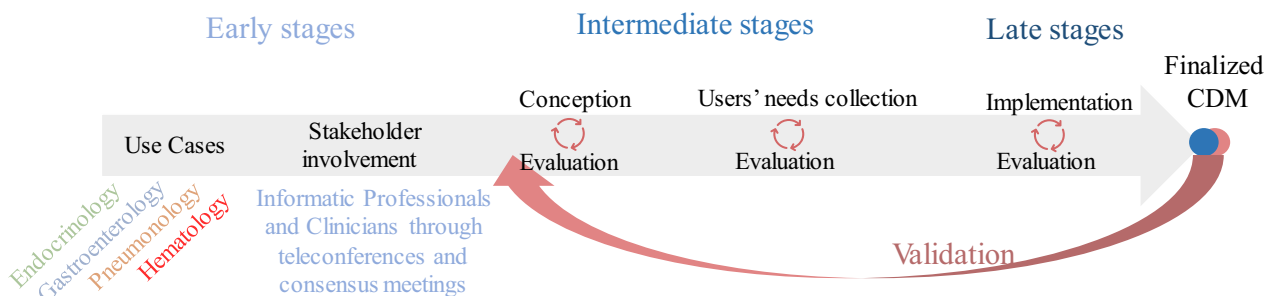 Early stages
Intermediate stages
Late stages
Finalized
CDM
Use Cases
Stakeholder
involvement
Conception
Evaluation
Users' needs collection
Evaluation
Implementation
Evaluation
Endocrinology
Gastroenterology
Pneumonology
Hematology
Informatic Professionals
and Clinicians through
teleconferences and
consensus meetings
Validation